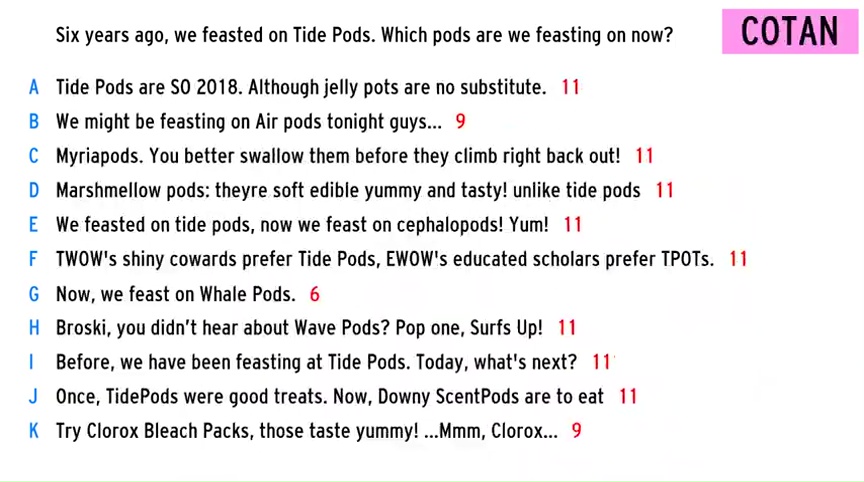 Six years ago, we feasted on Tide Pods. Which pods are we feasting on now?
COTAN
A Tide Pods are SO 2018. Although jelly pots are no substitute. 11
B We might be feasting on Air pods tonight guys... 9
C Myriapods. You better swallow them before they climb right back out! 11
D Marshmellow pods: theyre soft edible yummy and tasty! unlike tide pods 11
E We feasted on tide pods, now we feast on cephalopods! Yum! 11
F TWOW's shiny cowards prefer Tide Pods, EWOW's educated scholars prefer TPOTs. 11
G Now, we feast on Whale Pods. 6
H Broski, you didn’t hear about Wave Pods? Pop one, Surfs Up! 11
I Before, we have been feasting at Tide Pods. Today, what's next? 11
J Once, TidePods were good treats. Now, Downy ScentPods are to eat 11
K Try Clorox Bleach Packs, those taste yummy! ...Mmm, Clorox... 9